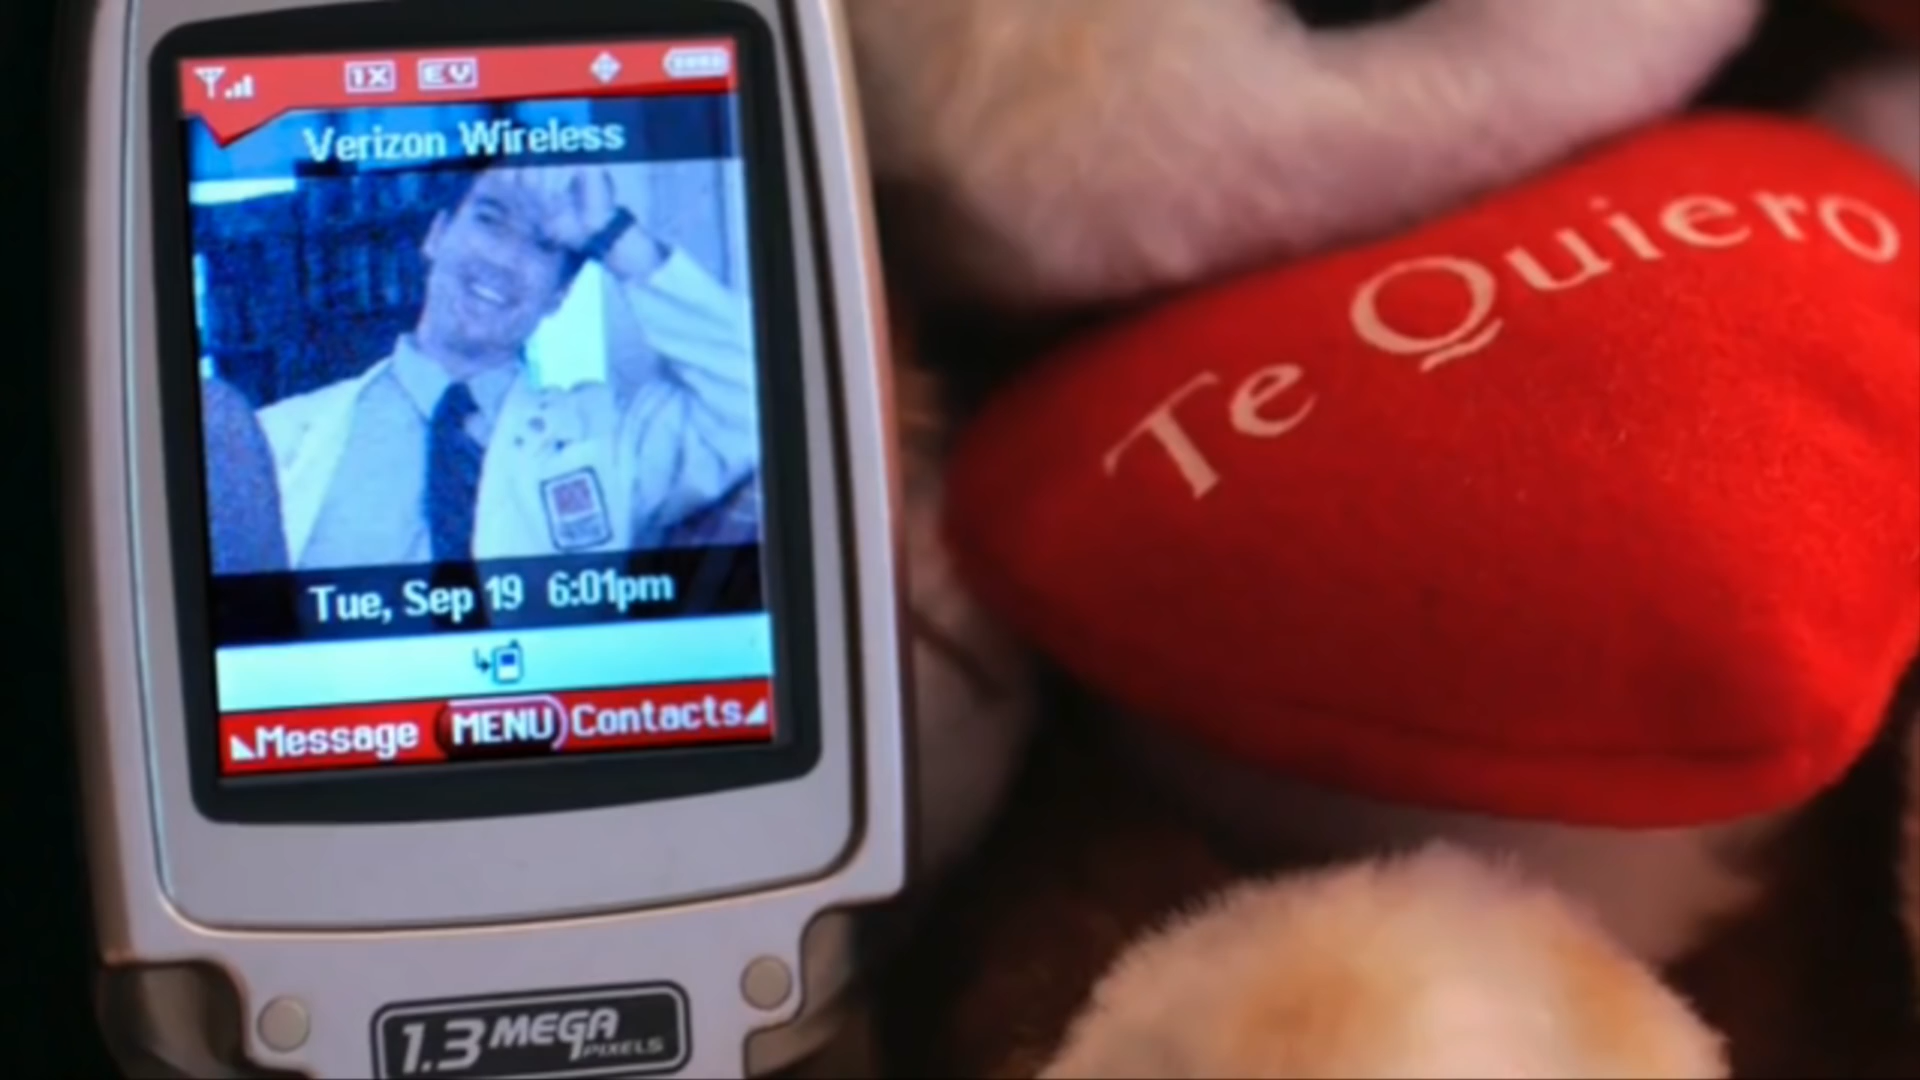 1X EV
Verizon Wireless
Tue, Sep 19 6:01pm
Message MENU Contacts
1.3 MEGA PIXELS
Te Quiero